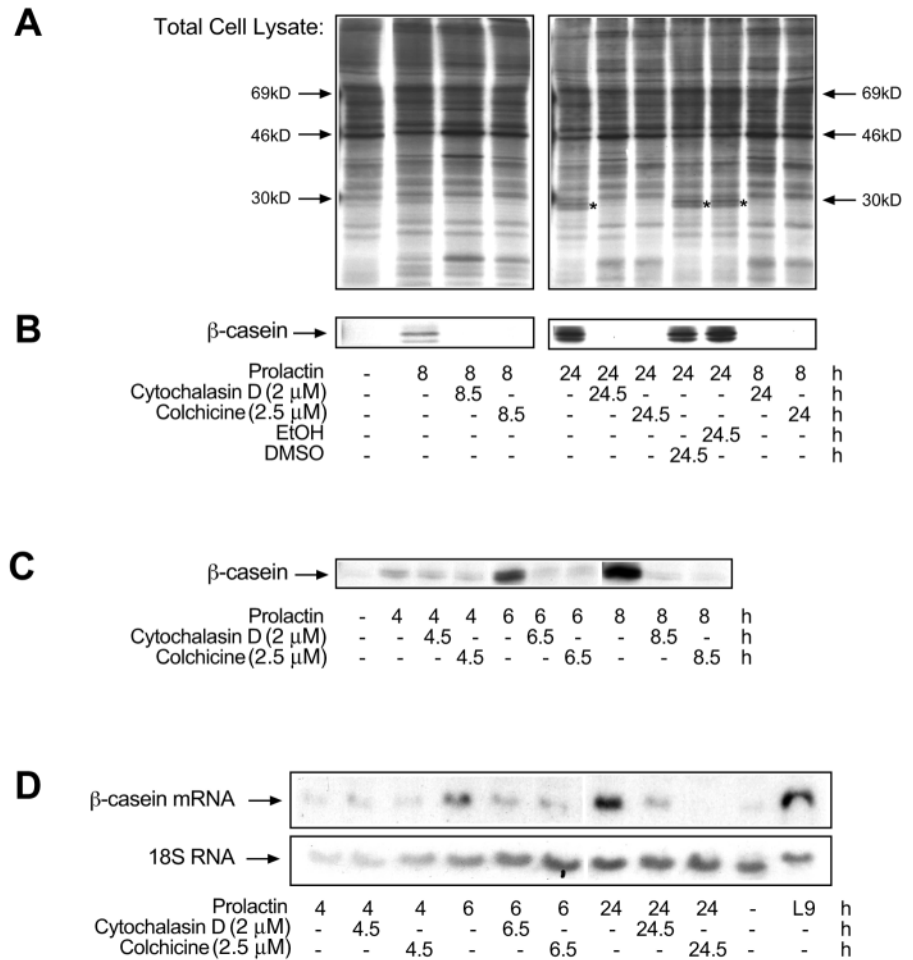 A
Total Cell Lysate:
69kD 69kD
46kD 46kD
30kD * * * 30kD
B
β-casein
Prolactin - 8 8 8 24 24 24 24 24 8 8 h
Cytochalasin D (2 μM) - - 8.5 - - 24.5 - - - 24 - h
Colchicine (2.5 μM) - - - 8.5 - - 24.5 - - - 24 h
EtOH - - - - - - - - 24.5 - - h
DMSO - - - - - - - 24.5 - - - h
C
β-casein
Prolactin - 4 4 4 6 6 6 8 8 8 h
Cytochalasin D (2 μM) - - 4.5 - - 6.5 - - 8.5 - h
Colchicine (2.5 μM) - - - 4.5 - - 6.5 - - 8.5 h
D
β-casein mRNA
18S RNA
Prolactin 4 4 4 6 6 6 24 24 24 - L9 h
Cytochalasin D (2 μM) - 4.5 - - 6.5 - - 24.5 - - - h
Colchicine (2.5 μM) - - 4.5 - - 6.5 - - 24.5 - - h